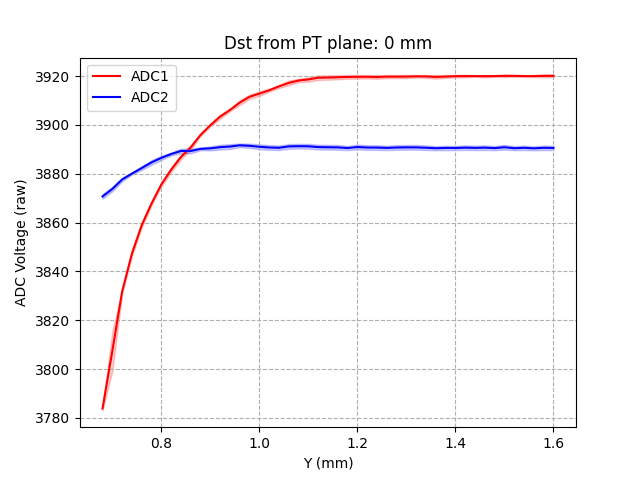 Dst from PT plane: 0 mm
ADC1
ADC2
ADC Voltage (raw)
3920
3900
3880
3860
3840
3820
3800
3780
0.8 1.0 1.2 1.4 1.6
Y (mm)